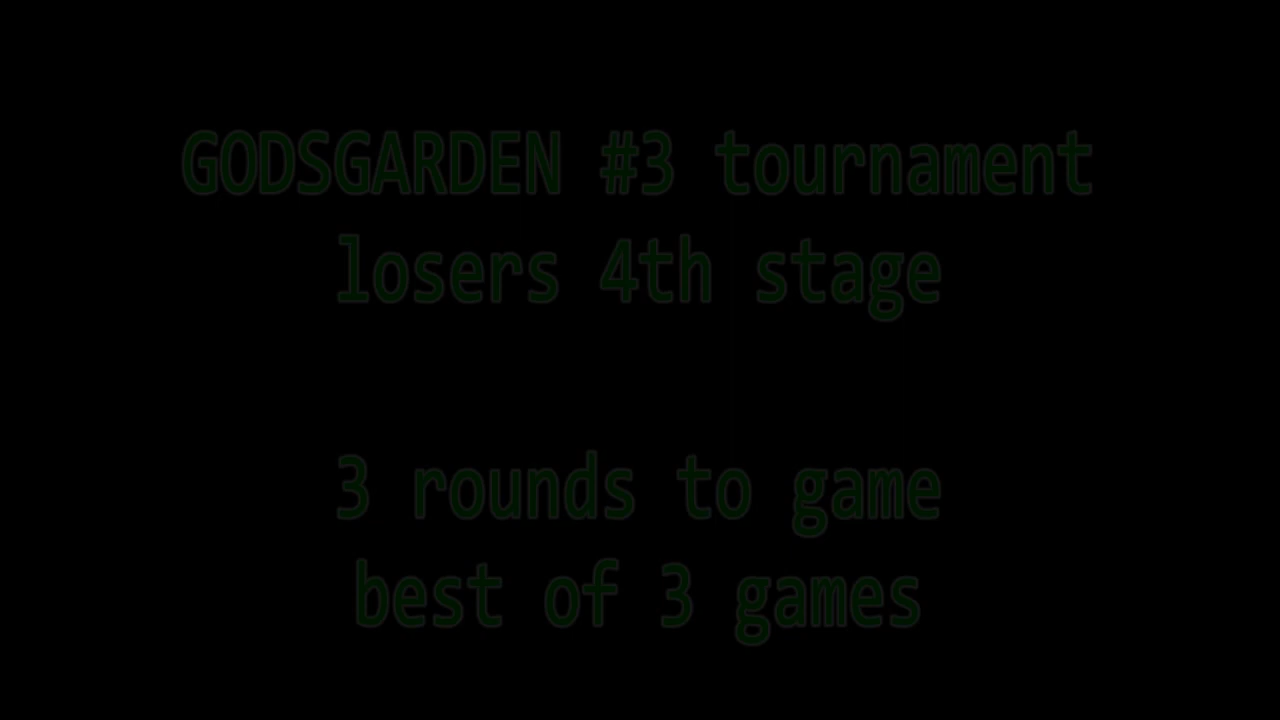 GODSGARDEN #3 tournament
losers 4th stage
3 rounds to game
best of 3 games